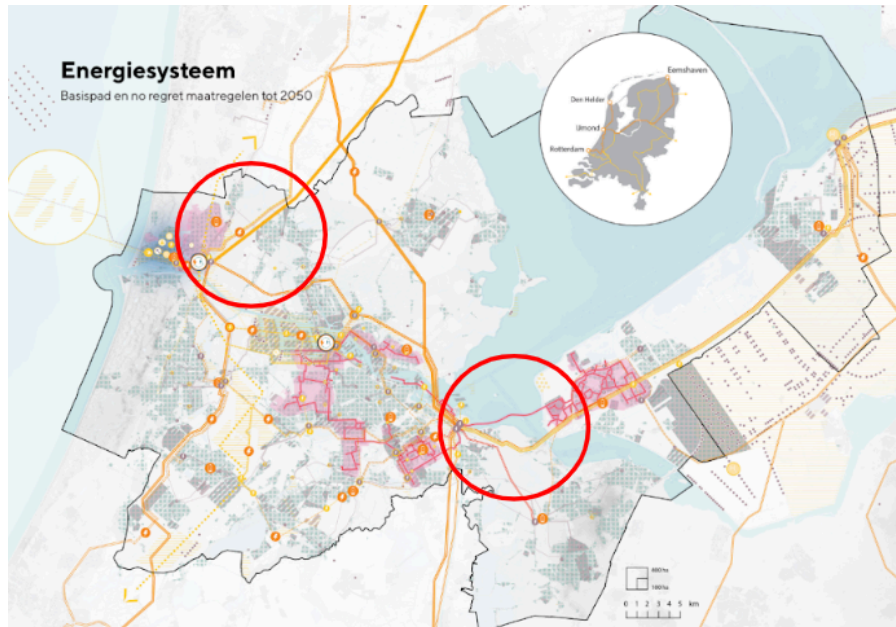 Energiesysteem
Basispad en no regret maatregelen tot 2050
Eemshaven
Den Helder
IJmond
Rotterdam
0 1 2 3 4 5 km